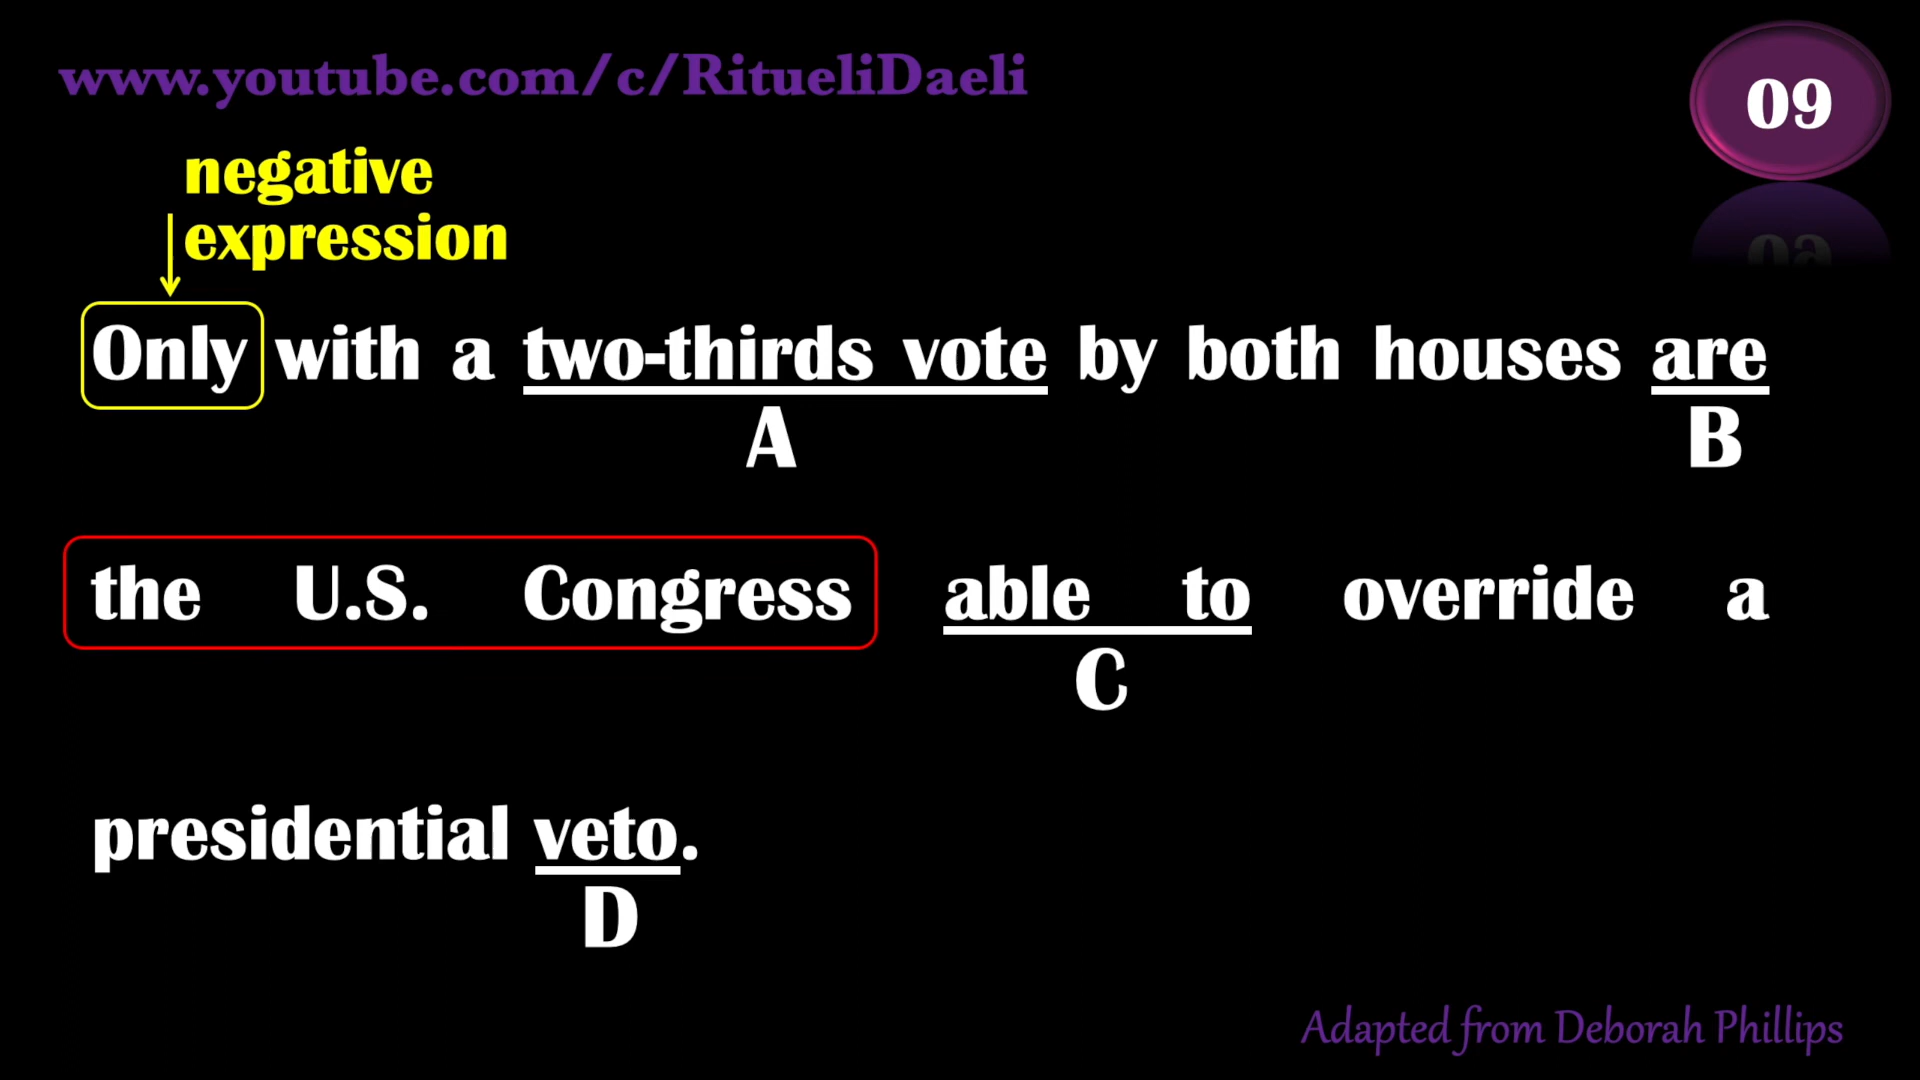 www.youtube.com/c/RitueliDaeli
09
negative
expression
Only with a two-thirds vote by both houses are
A
B
the U.S. Congress able to override a
C
presidential veto.
D
Adapted from Deborah Phillips